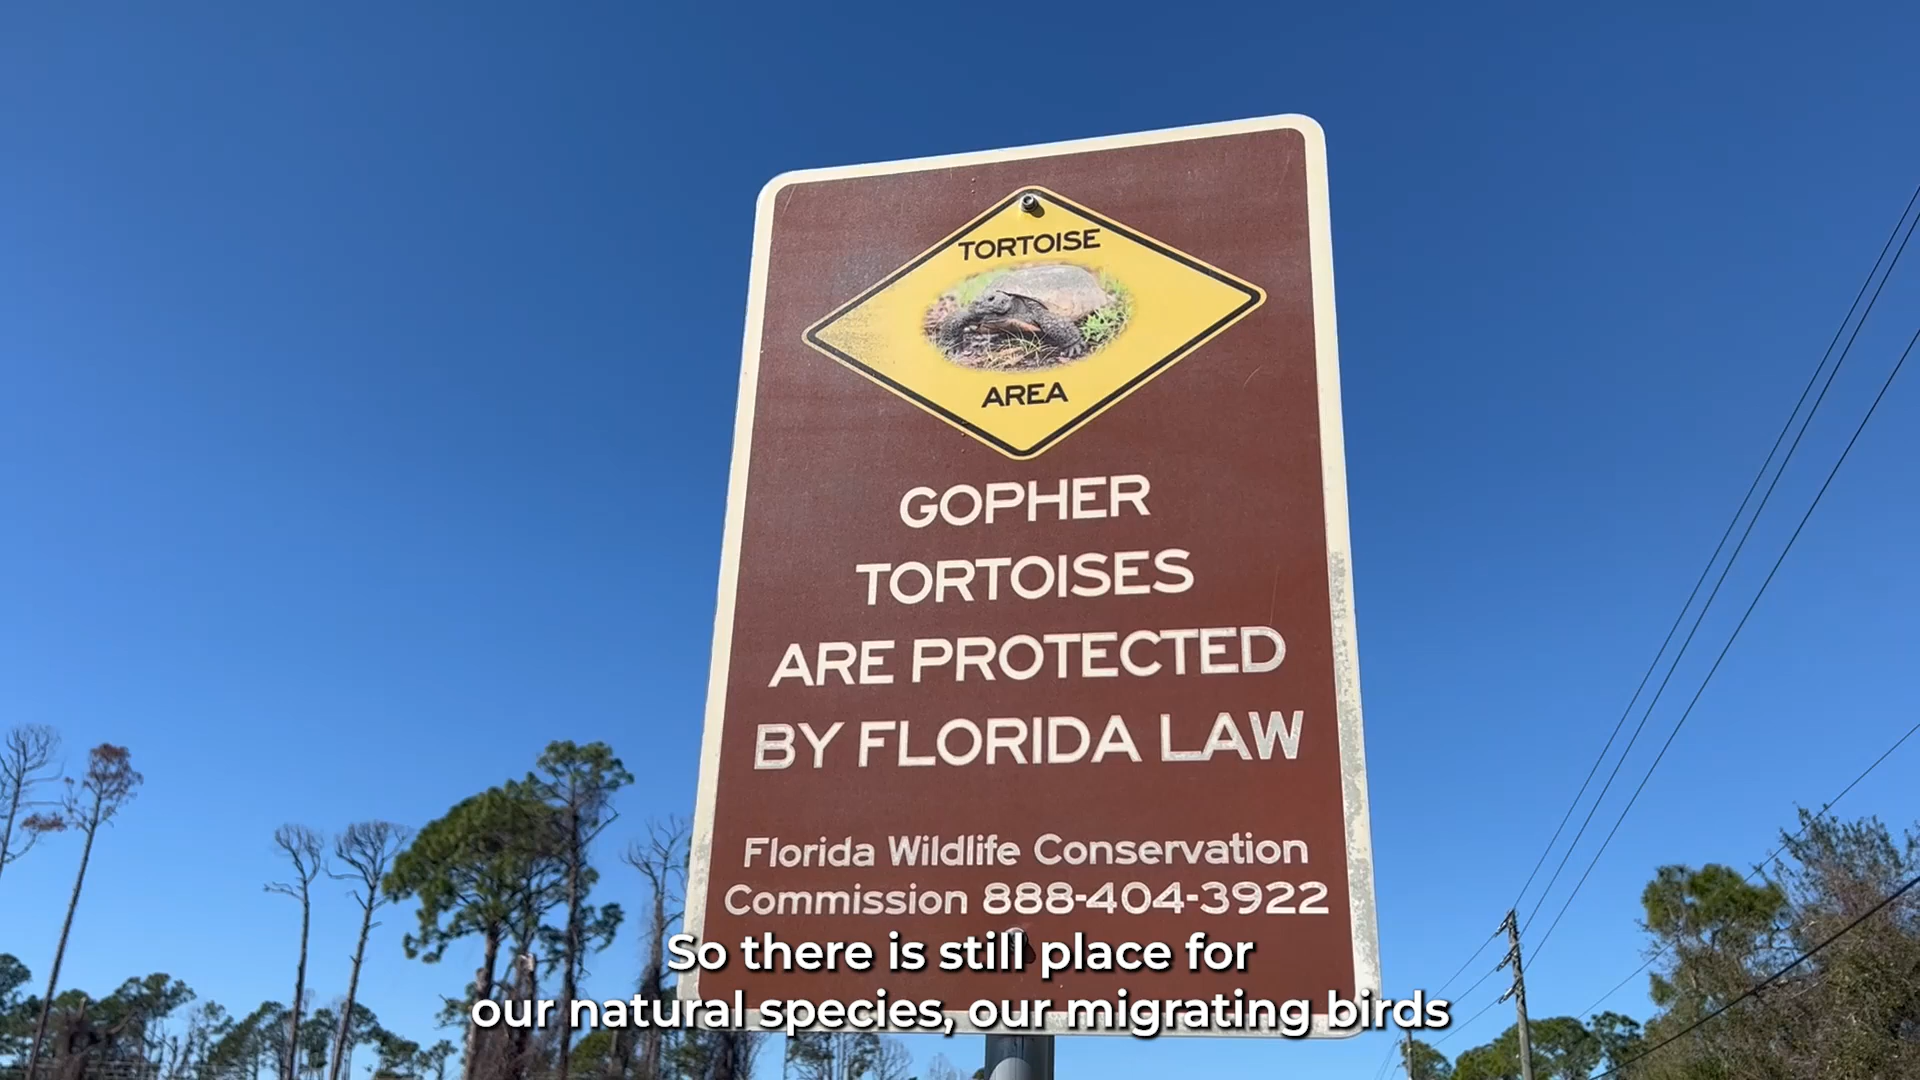 TORTOISE
AREA
GOPHER
TORTOISES
ARE PROTECTED
BY FLORIDA LAW
Florida Wildlife Conservation
Commission 888-404-3922
So there is still place for
our natural species, our migrating birds